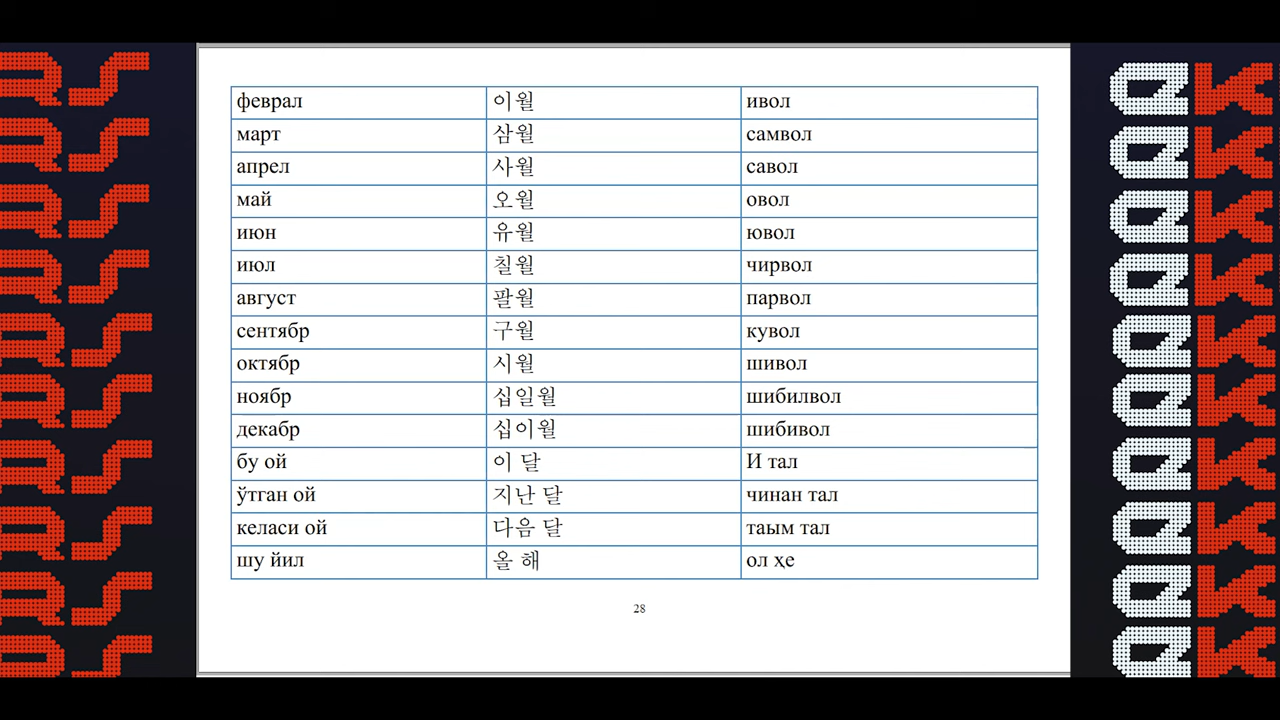 феврал 이월 ивол
март 삼월 самвол
апрел 사월 савол
май 오월 овол
июн 유월 ювол
июл 칠월 чирвол
август 팔월 парвол
сентябр 구월 кувол
октябр 시월 шивол
ноябр 십일월 шибилвол
декабр 십이월 шибивол
бу ой 이 달 И тал
ўтган ой 지난 달 чинан тал
келаси ой 다음 달 таым тал
шу йил 올 해 ол ҳе
28